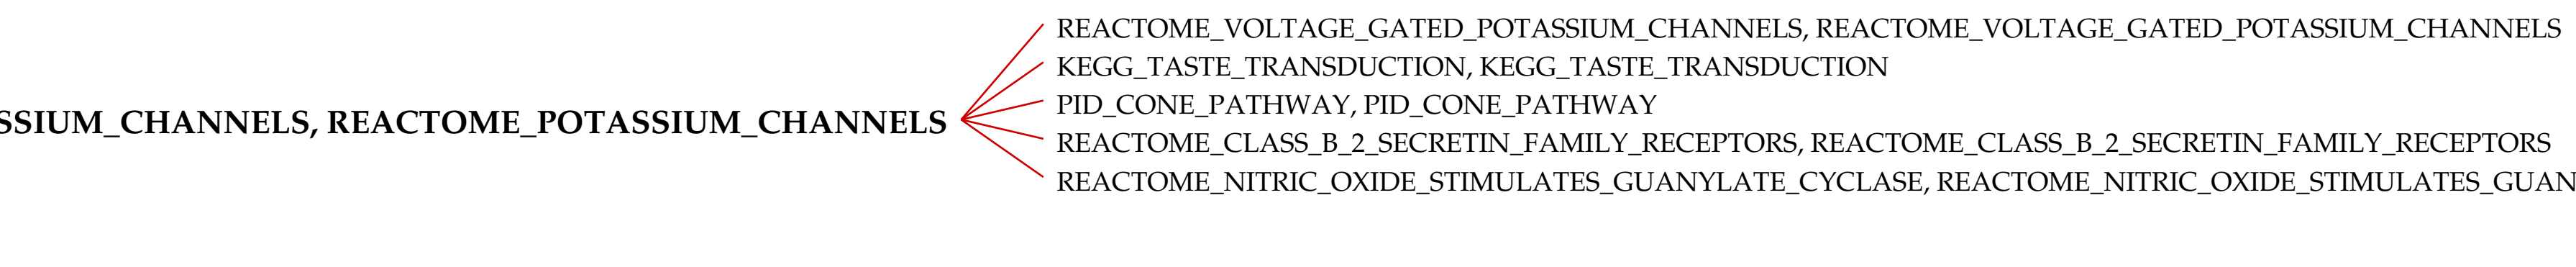 REACTOME_VOLTAGE_GATED_POTASSIUM_CHANNELS, REACTOME_VOLTAGE_GATED_POTASSIUM_CHANNELS
KEGG_TASTE_TRANSDUCTION, KEGG_TASTE_TRANSDUCTION
PID_CONE_PATHWAY, PID_CONE_PATHWAY
SSIUM_CHANNELS, REACTOME_POTASSIUM_CHANNELS
REACTOME_CLASS_B_2_SECRETIN_FAMILY_RECEPTORS, REACTOME_CLASS_B_2_SECRETIN_FAMILY_RECEPTORS
REACTOME_NITRIC_OXIDE_STIMULATES_GUANYLATE_CYCLASE, REACTOME_NITRIC_OXIDE_STIMULATES_GUAN